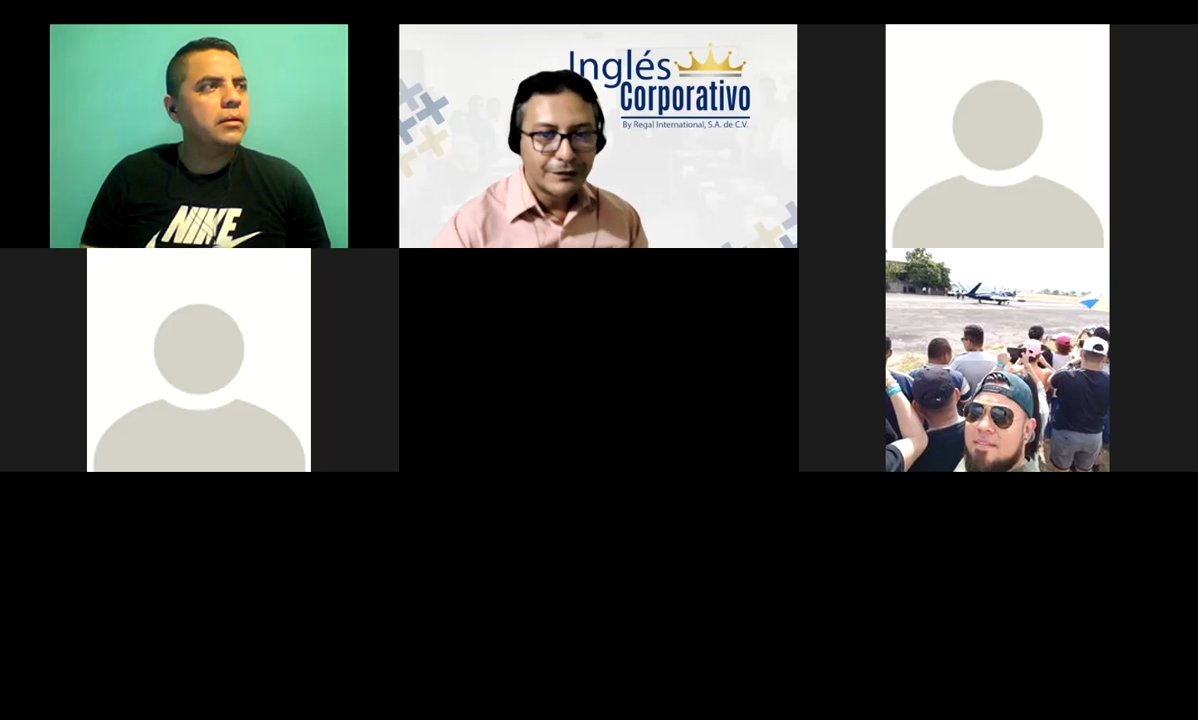 NIKE
Inglés
Corporativo
By Regal International, S.A. de C.V.